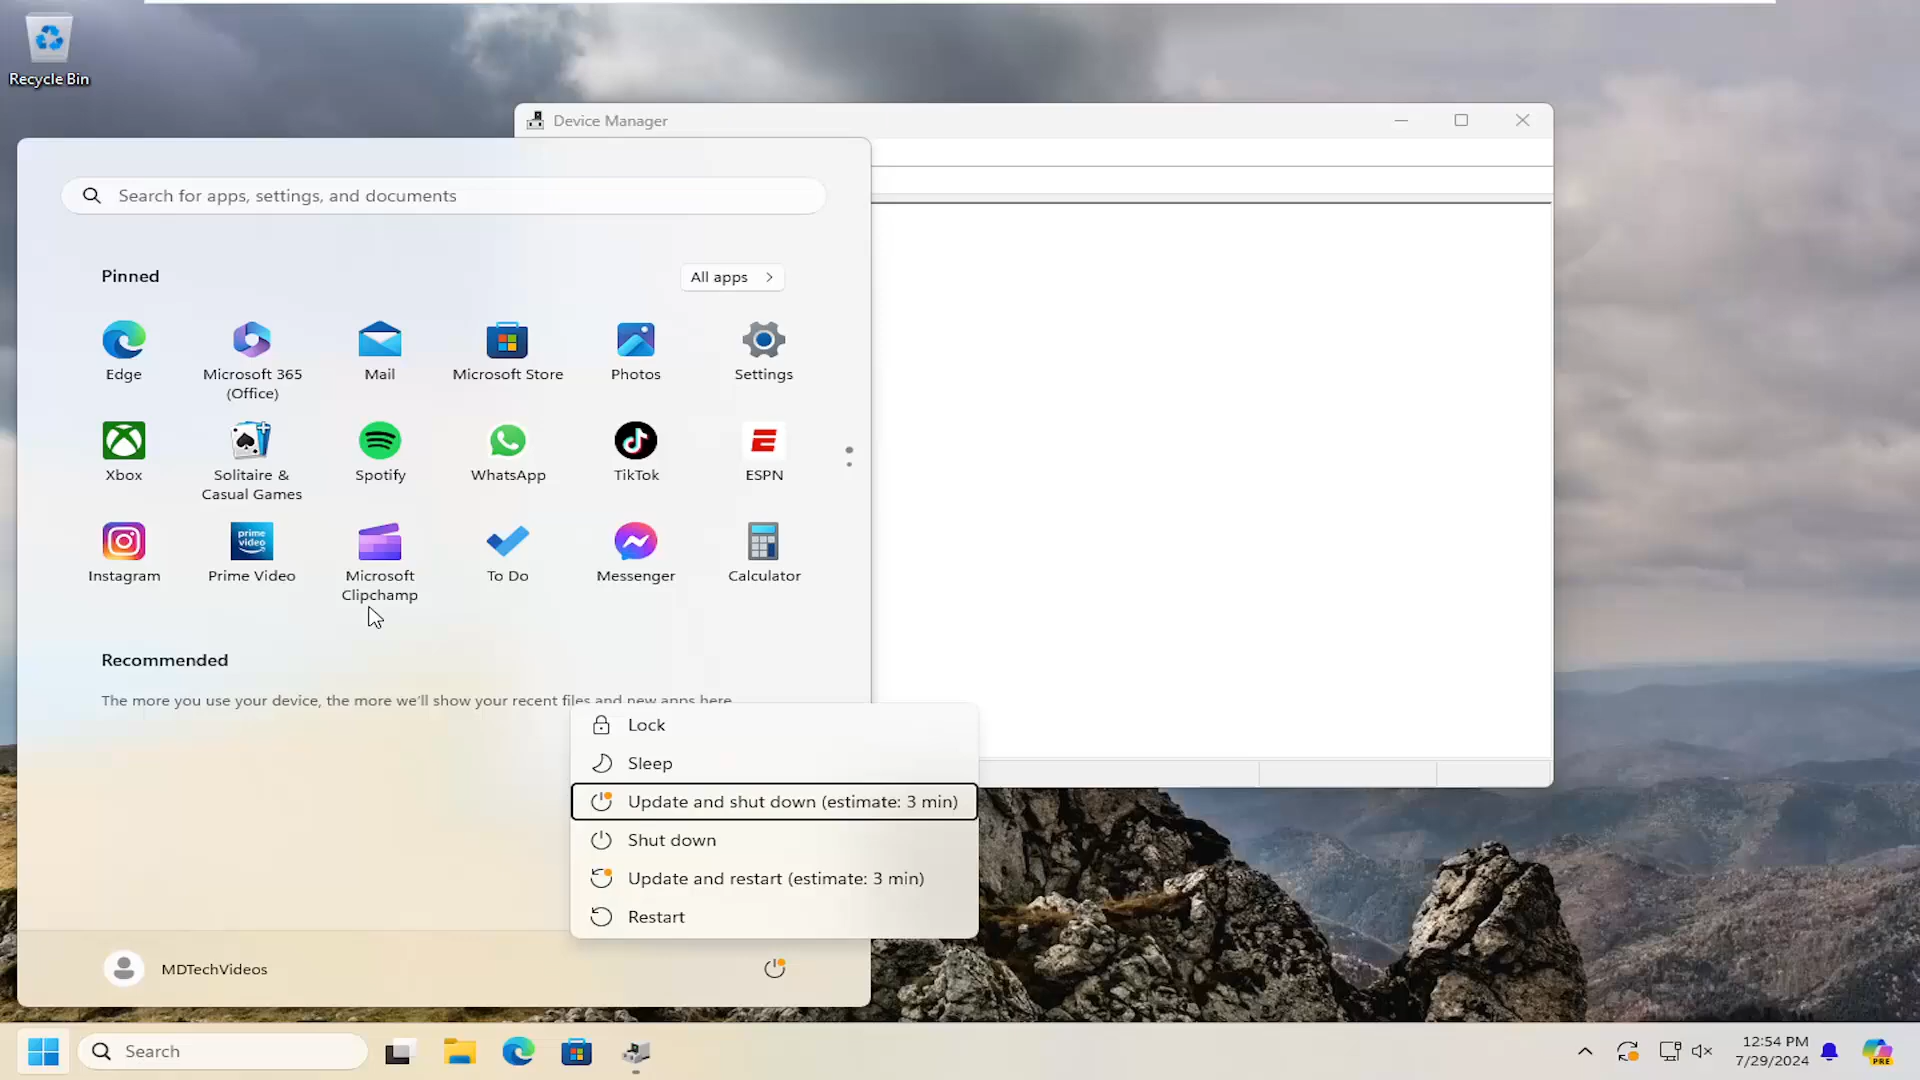 Recycle Bin
Device Manager
Search for apps, settings, and documents
Pinned
All apps
Edge
Microsoft 365
(Office)
Mail
Microsoft Store
Photos
Settings
Xbox
Solitaire &
Casual Games
Spotify
WhatsApp
TikTok
ESPN
Instagram
prime
video
Prime Video
Microsoft
Clipchamp
To Do
Messenger
Calculator
Recommended
The more you use your device, the more we'll show your recent files and new apps here.
Lock
Sleep
Update and shut down (estimate: 3 min)
Shut down
Update and restart (estimate: 3 min)
Restart
MDTechVideos
Search
12:54 PM
7/29/2024
PRE